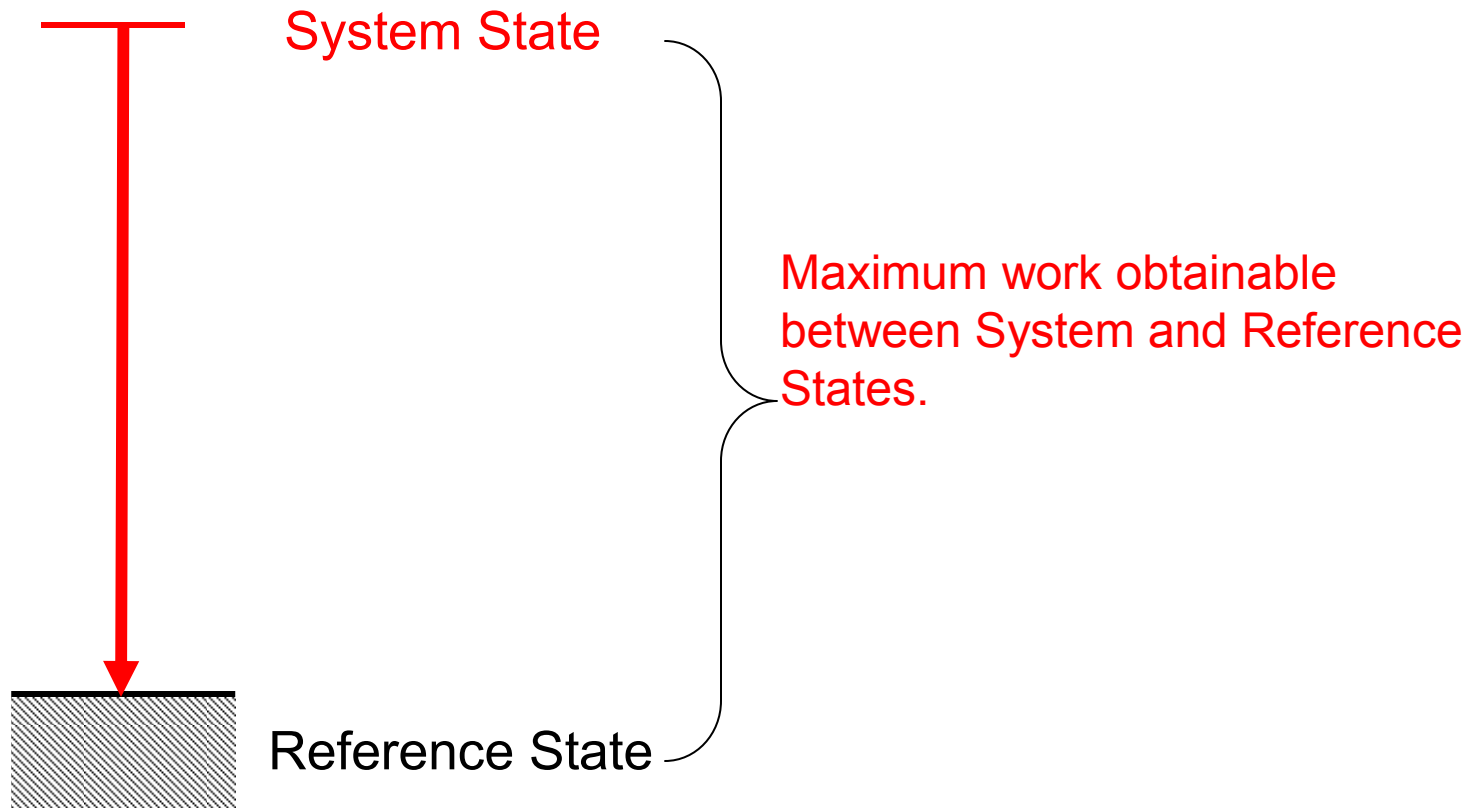 System State
Maximum work obtainable
between System and Reference
States.
Reference State